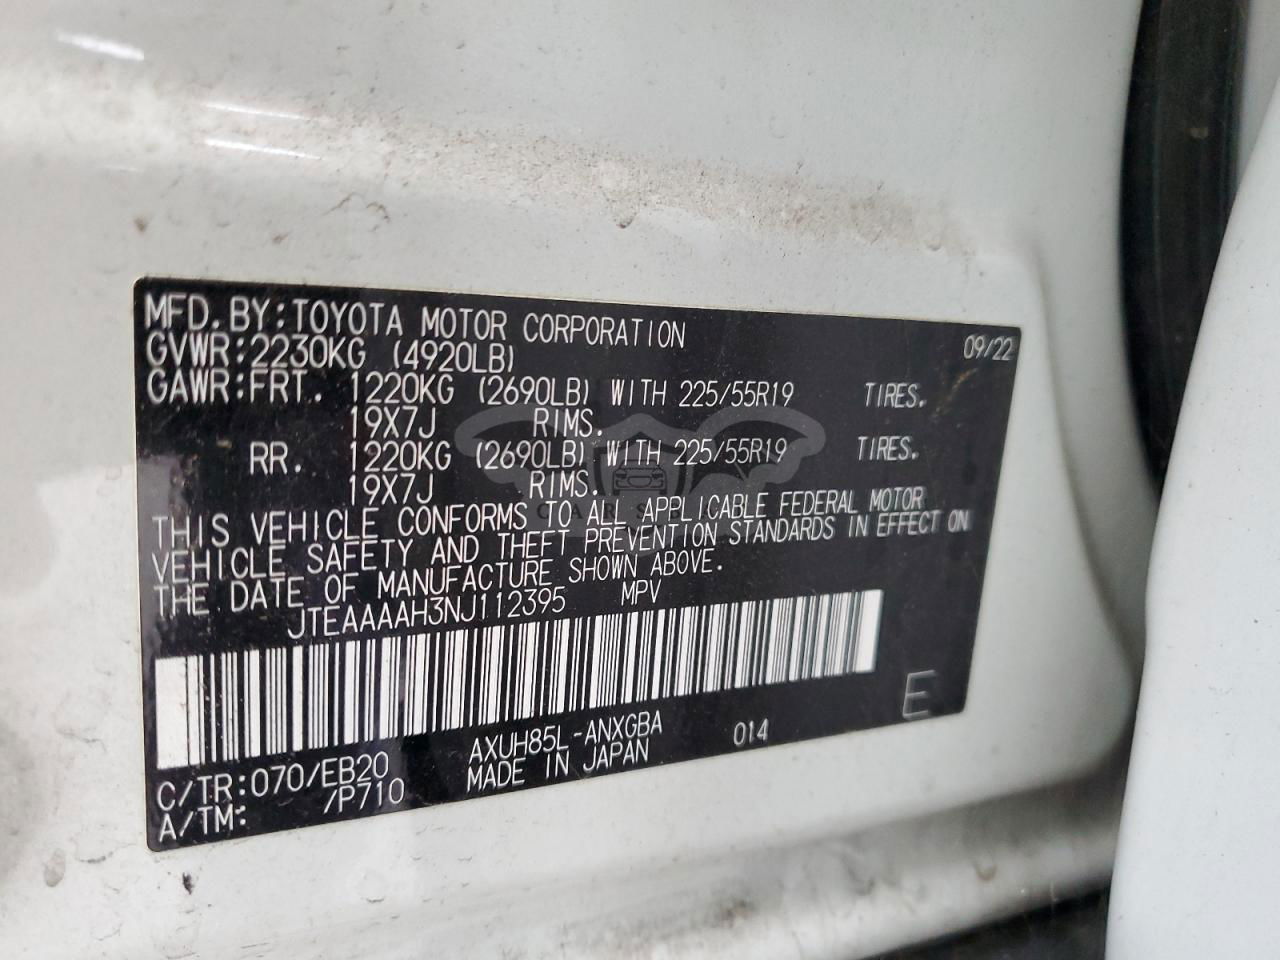 MFD. BY:TOYOTA MOTOR CORPORATION 09/22
GVWR:2230KG (4920LB)
GAWR:FRT. 1220KG (2690LB) WITH 225/55R19 TIRES.
19X7J RIMS.
RR. 1220KG (2690LB) WITH 225/55R19 TIRES.
19X7J RIMS.
THIS VEHICLE CONFORMS TO ALL APPLICABLE FEDERAL MOTOR
VEHICLE SAFETY AND THEFT PREVENTION STANDARDS IN EFFECT ON
THE DATE OF MANUFACTURE SHOWN ABOVE.
JTEAAAAH3NJ112395 MPV
E
C/TR:070/EB20 AXUH85L-ANXGBA 014
A/TM: /P710 MADE IN JAPAN